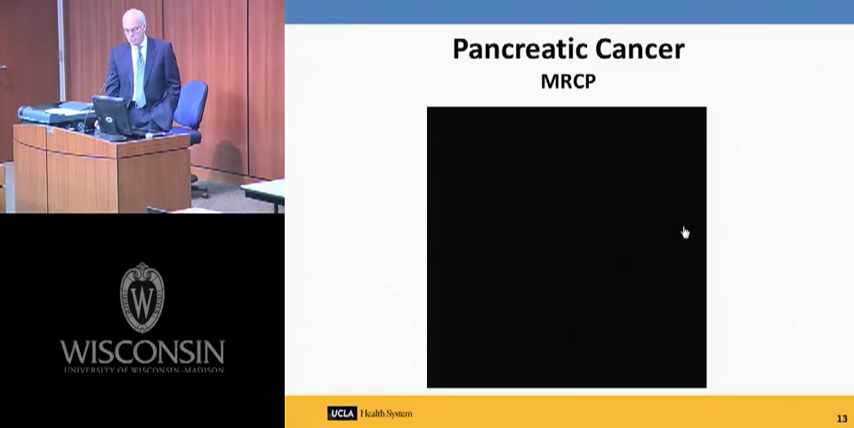 Pancreatic Cancer
MRCP
W
WISCONSIN
UNIVERSITY OF WISCONSIN–MADISON
UCLA Health System
13